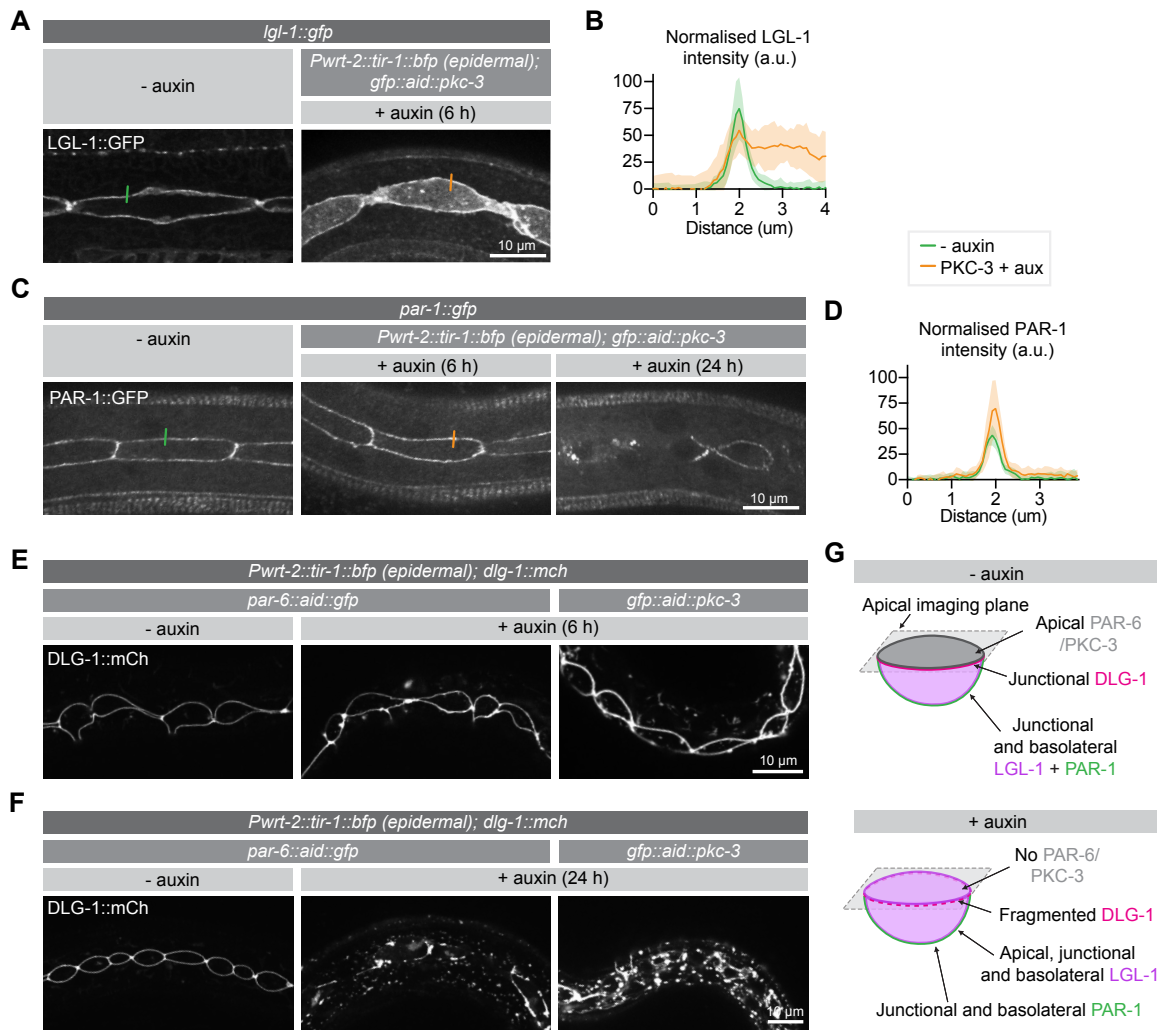 A
lgl-1::gfp
- auxin
Pwrt-2::tir-1::bfp (epidermal);
gfp::aid::pkc-3
+ auxin (6 h)
LGL-1::GFP
10 µm
B
Normalised LGL-1
intensity (a.u.)
100
75
50
25
0
0 1 2 3 4
Distance (um)
- auxin
PKC-3 + aux
C
par-1::gfp
- auxin
Pwrt-2::tir-1::bfp (epidermal); gfp::aid::pkc-3
+ auxin (6 h)
+ auxin (24 h)
PAR-1::GFP
10 µm
D
Normalised PAR-1
intensity (a.u.)
100
75
50
25
0
0 1 2 3
Distance (um)
E
Pwrt-2::tir-1::bfp (epidermal); dlg-1::mch
par-6::aid::gfp
gfp::aid::pkc-3
- auxin
+ auxin (6 h)
DLG-1::mCh
10 µm
F
Pwrt-2::tir-1::bfp (epidermal); dlg-1::mch
par-6::aid::gfp
gfp::aid::pkc-3
- auxin
+ auxin (24 h)
DLG-1::mCh
10 µm
G
- auxin
Apical imaging plane
Apical PAR-6
/PKC-3
Junctional DLG-1
Junctional
and basolateral
LGL-1 + PAR-1
+ auxin
No PAR-6/
PKC-3
Fragmented DLG-1
Apical, junctional
and basolateral LGL-1
Junctional and basolateral PAR-1